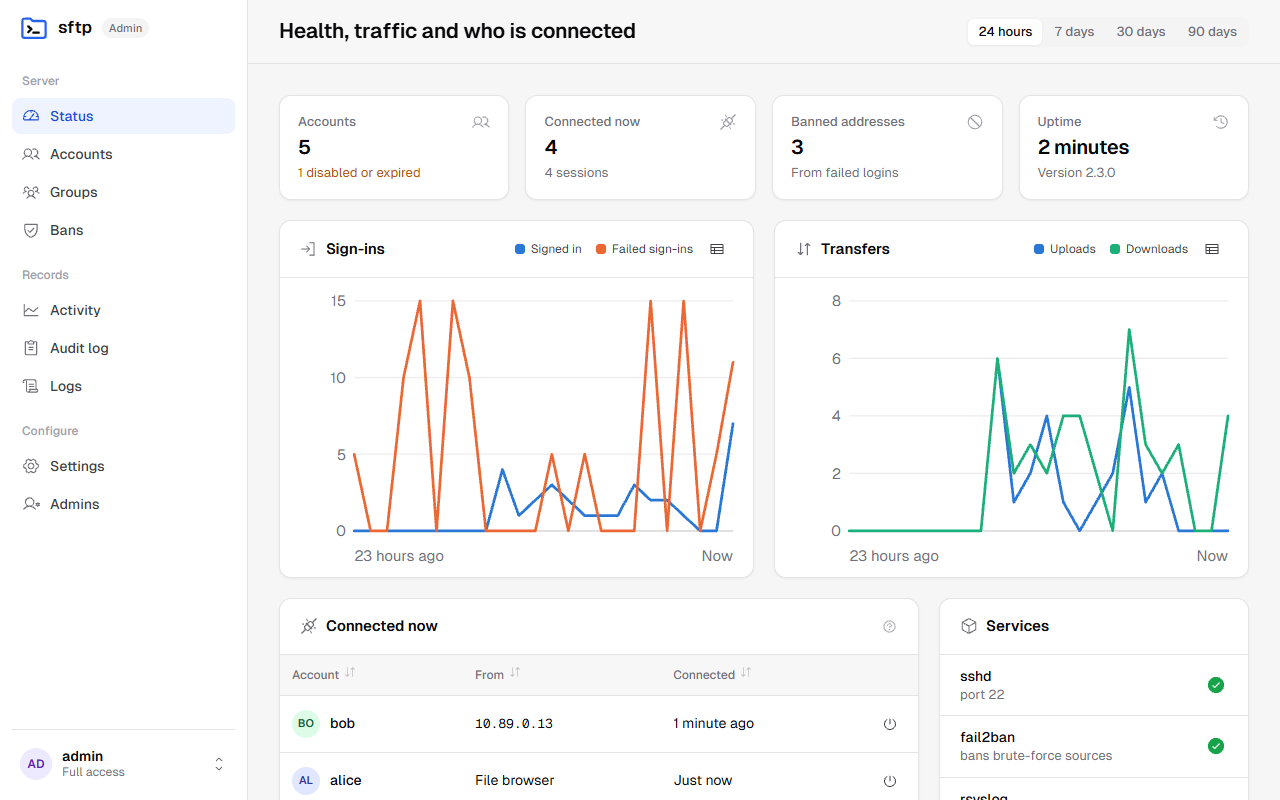 sftp Admin
Server
Status
Accounts
Groups
Bans
Records
Activity
Audit log
Logs
Configure
Settings
Admins
AD admin
Full access
Health, traffic and who is connected
24 hours 7 days 30 days 90 days
Accounts
5
1 disabled or expired
Connected now
4
4 sessions
Banned addresses
3
From failed logins
Uptime
2 minutes
Version 2.3.0
Sign-ins Signed in Failed sign-ins
15
10
5
0
23 hours ago Now
Transfers Uploads Downloads
8
6
4
2
0
23 hours ago Now
Connected now
Account From Connected
BO bob 10.89.0.13 1 minute ago
AL alice File browser Just now
Services
sshd
port 22
fail2ban
bans brute-force sources
rsyslog